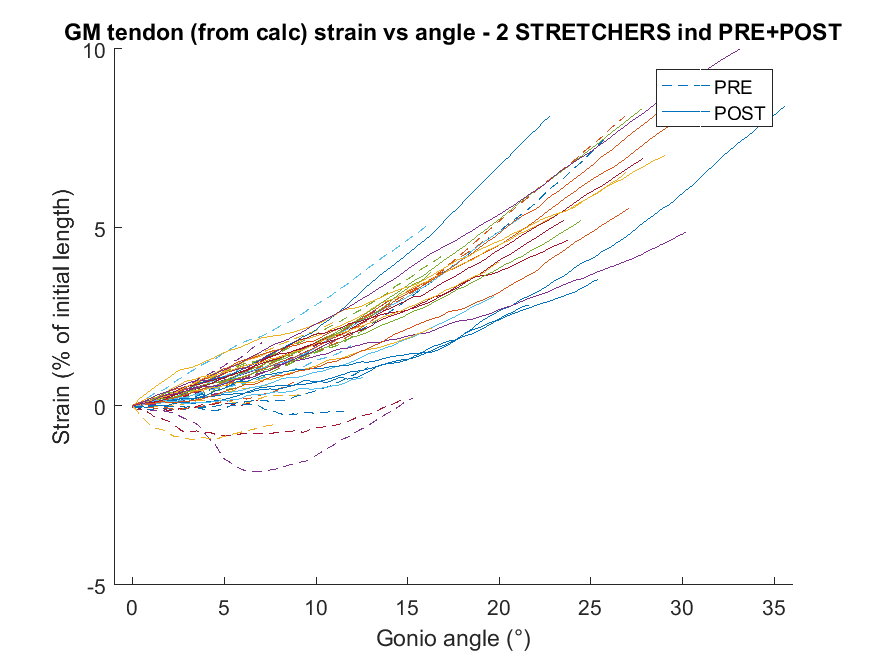 GM tendon (from calc) strain vs angle - 2 STRETCHERS ind PRE+POST
10
5
0
-5
Strain (% of initial length)
PRE
POST
0 5 10 15 20 25 30 35
Gonio angle (°)